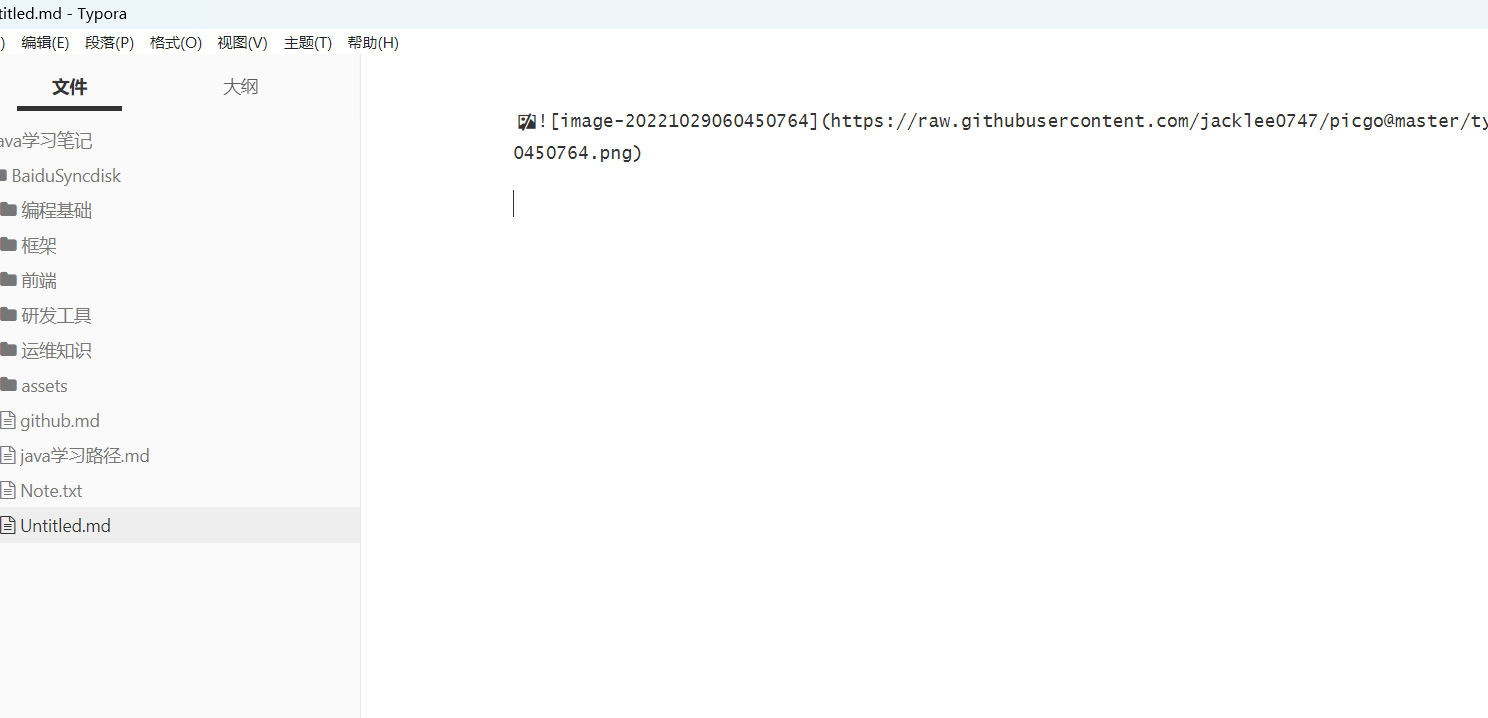 titled.md - Typora
) 编辑(E) 段落(P) 格式(O) 视图(V) 主题(T) 帮助(H)
文件 大纲
ava学习笔记
BaiduSyncdisk
编程基础
框架
前端
研发工具
运维知识
assets
github.md
java学习路径.md
Note.txt
Untitled.md
![image-20221029060450764](https://raw.githubusercontent.com/jacklee0747/picgo@master/ty
0450764.png)